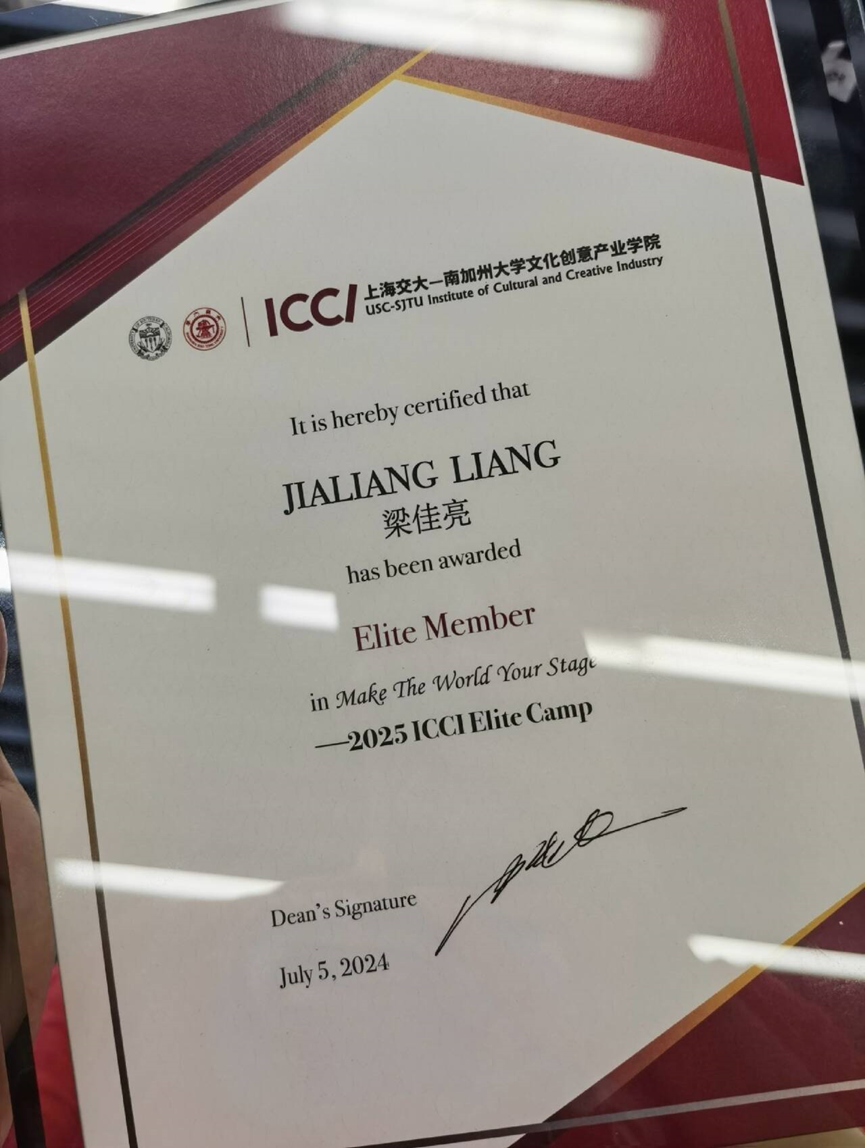 ICCI
上海交大—南加州大学文化创意产业学院
USC-SJTU Institute of Cultural and Creative Industry
It is hereby certified that
JIALIANG LIANG
梁佳亮
has been awarded
Elite Member
in Make The World Your Stage
—2025 ICCI Elite Camp
Dean's Signature
July 5, 2024